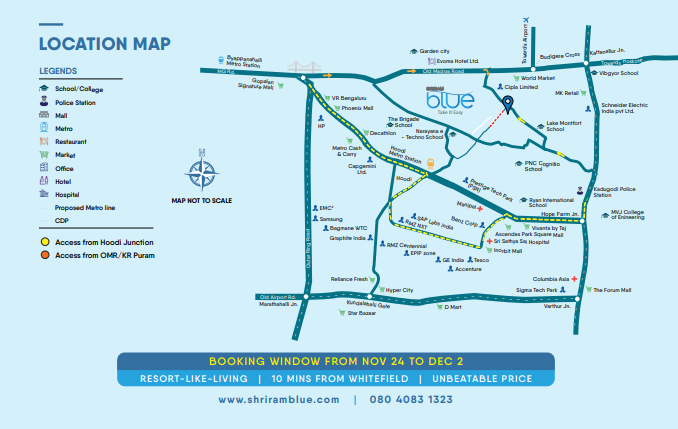 LOCATION MAP
LEGENDS
School/College
Police Station
Mall
Metro
Restaurant
Market
Office
Hotel
Hospital
Proposed Metro line
CDP
Access from Hoodi Junction
Access from OMR/KR Puram
MAP NOT TO SCALE
Byappanahalli
Metro Station
Gopalan
Signature Mall
Garden city
Evoma Hotel Ltd.
Old Madras Road
Towards Airport
Budigere Cross
Kattanallur Jn.
Towards Hoskote
Vibgyor School
World Market
Cipla Limited
MK Retail
Schneider Electric
India pvt Ltd.
VR Bengaluru
Phoenix Mall
HP
Decathlon
Metro Cash
& Carry
Capgemini
Ltd.
The Brigade
School
Narayana e
- Techno School
blue
Take It Easy
Lake Montfort
School
PNC Cognitio
School
Hoodi
Metro Station
Hoodi
Prestige Tech Park
(PSN)
Manipal
Ryan International
School
Kadugodi Police
Station
MVJ College
of Enineering
Hope Farm Jn.
EMC²
Samsung
Bagmane WTC
Graphite India
SAP Labs India
RMZ NXT
Benz Corp
Vivanta by Taj
Ascendas Park Square Mall
Sri Sathya Sai Hospital
Inorbit Mall
RMZ Centennial
EPIP zone
GE India
Tesco
Accenture
Outer Ring Road
Reliance Fresh
Hyper City
Columbia Asia
Sigma Tech Park
The Forum Mall
Old Airport Rd.
Marathahalli Jn.
Kundalahalli Gate
Star Bazaar
D Mart
Varthur Jn.
BOOKING WINDOW FROM NOV 24 TO DEC 2
RESORT-LIKE-LIVING | 10 MINS FROM WHITEFIELD | UNBEATABLE PRICE
www.shriramblue.com | 080 4083 1323